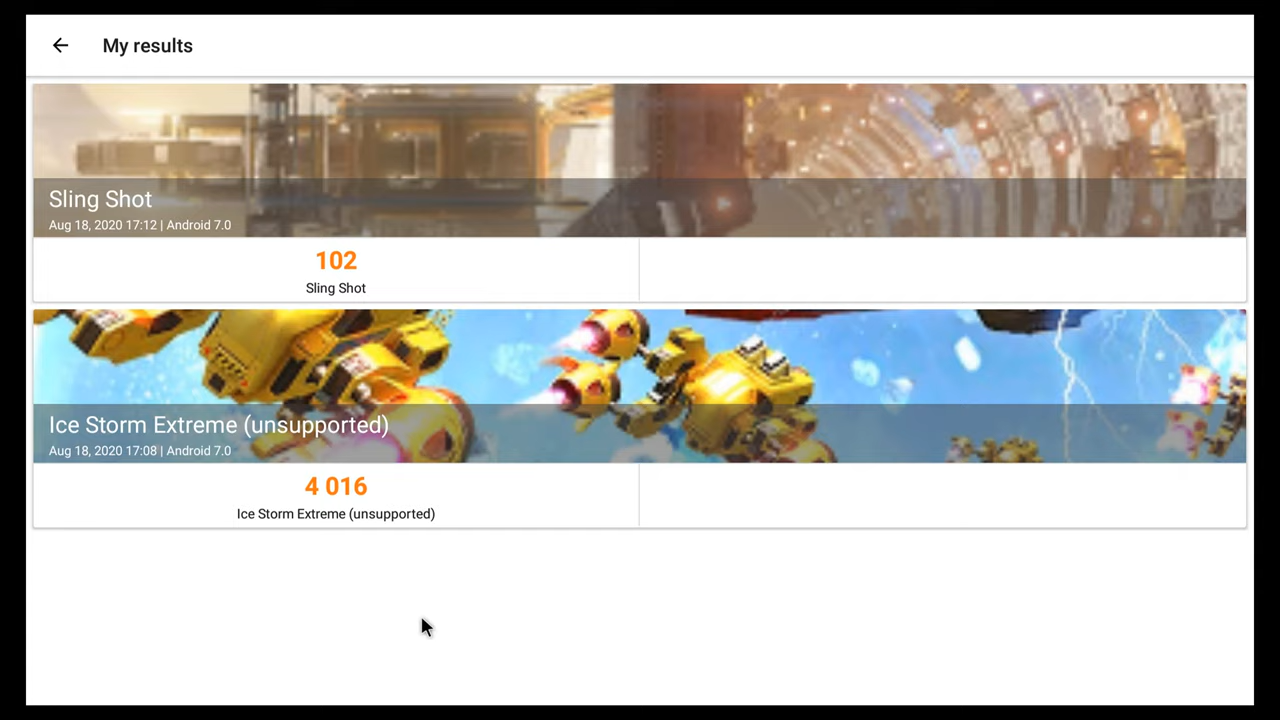 My results
Sling Shot
Aug 18, 2020 17:12 | Android 7.0
102
Sling Shot
Ice Storm Extreme (unsupported)
Aug 18, 2020 17:08 | Android 7.0
4 016
Ice Storm Extreme (unsupported)